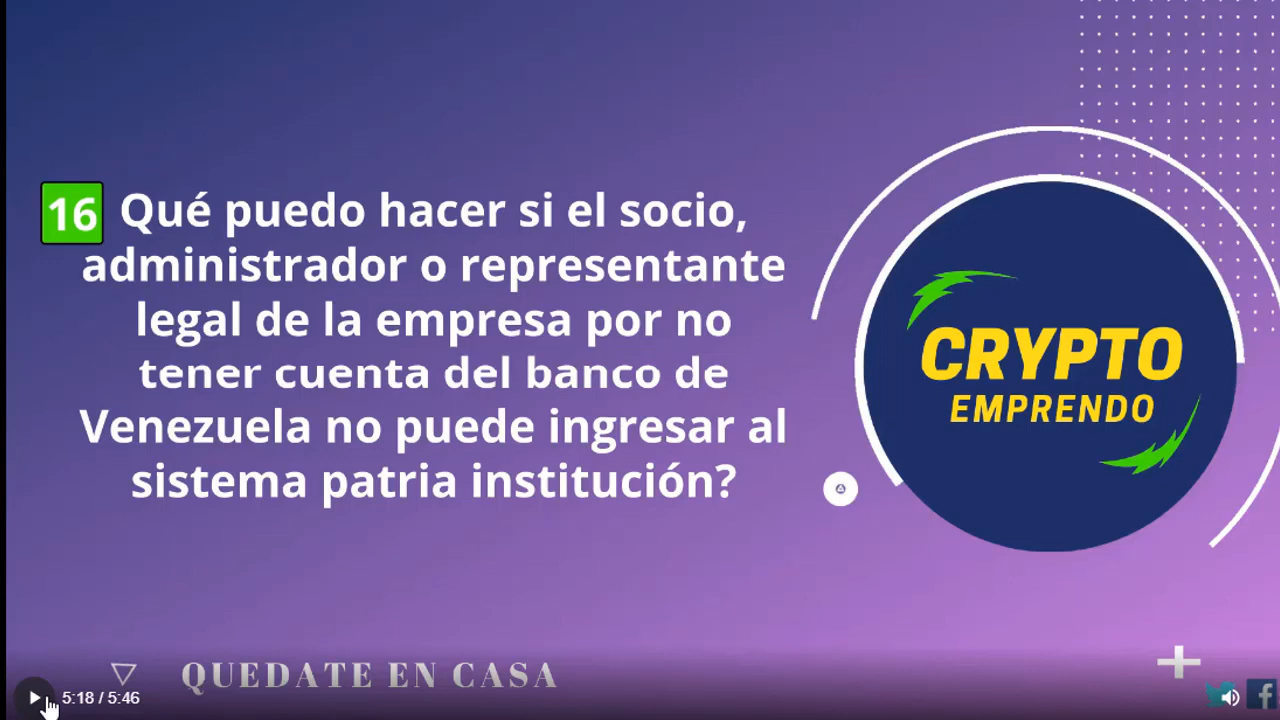 16 Qué puedo hacer si el socio,
administrador o representante
legal de la empresa por no
tener cuenta del banco de
Venezuela no puede ingresar al
sistema patria institución?
CRYPTO
EMPRENDO
QUEDATE EN CASA
5:18 / 5:46